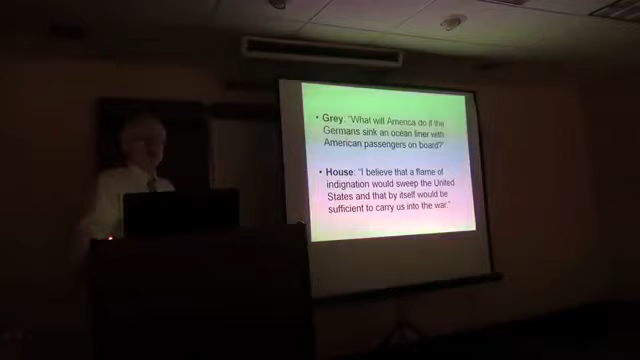 • Grey: "What will America do if the
Germans sink an ocean liner with
American passengers on board?"
• House: "I believe that a flame of
indignation would sweep the United
States and that by itself would be
sufficient to carry us into the war."